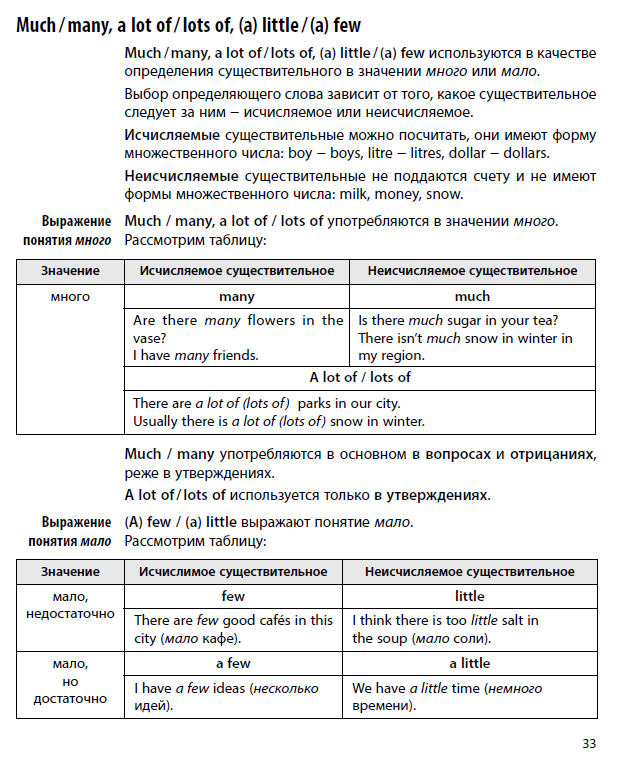 Much / many, a lot of / lots of, (a) little / (a) few
Much / many, a lot of / lots of, (a) little / (a) few используются в качестве
определения существительного в значении много или мало.
Выбор определяющего слова зависит от того, какое существительное
следует за ним – исчисляемое или неисчисляемое.
Исчисляемые существительные можно посчитать, они имеют форму
множественного числа: boy – boys, litre – litres, dollar – dollars.
Неисчисляемые существительные не поддаются счету и не имеют
формы множественного числа: milk, money, snow.
Выражение
понятия много
Much / many, a lot of / lots of употребляются в значении много.
Рассмотрим таблицу:
Значение
Исчисляемое существительное
Неисчисляемое существительное
много
many
much
Are there many flowers in the
vase?
I have many friends.
Is there much sugar in your tea?
There isn’t much snow in winter in
my region.
A lot of / lots of
There are a lot of (lots of) parks in our city.
Usually there is a lot of (lots of) snow in winter.
Much / many употребляются в основном в вопросах и отрицаниях,
реже в утверждениях.
A lot of / lots of используется только в утверждениях.
Выражение
понятия мало
(A) few / (a) little выражают понятие мало.
Рассмотрим таблицу:
Значение
Исчислимое существительное
Неисчисляемое существительное
мало,
недостаточно
few
little
There are few good cafés in this
city (мало кафе).
I think there is too little salt in
the soup (мало соли).
мало,
но
достаточно
a few
a little
I have a few ideas (несколько
идей).
We have a little time (немного
времени).
33